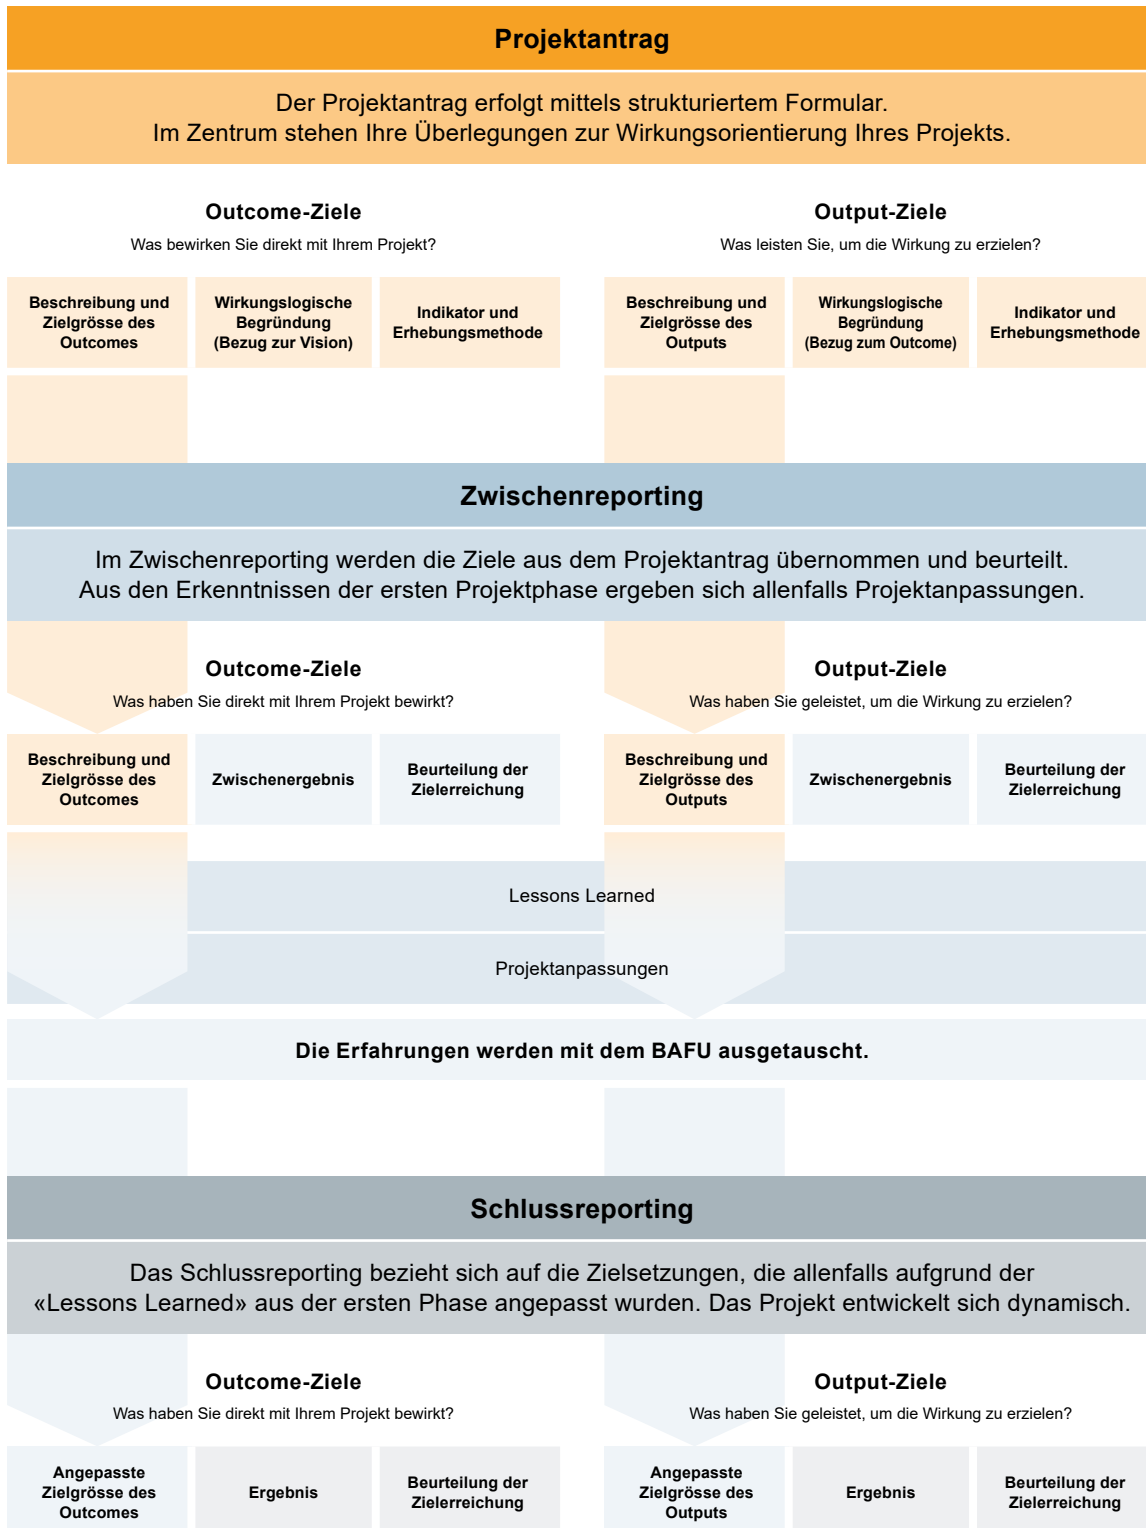 Projektantrag
Der Projektantrag erfolgt mittels strukturiertem Formular.
Im Zentrum stehen Ihre Überlegungen zur Wirkungsorientierung Ihres Projekts.
Outcome-Ziele
Was bewirken Sie direkt mit Ihrem Projekt?
Beschreibung und
Zielgrösse des
Outcomes
Wirkungslogische
Begründung
(Bezug zur Vision)
Indikator und
Erhebungsmethode
Output-Ziele
Was leisten Sie, um die Wirkung zu erzielen?
Beschreibung und
Zielgrösse des
Outputs
Wirkungslogische
Begründung
(Bezug zum Outcome)
Indikator und
Erhebungsmethode
Zwischenreporting
Im Zwischenreporting werden die Ziele aus dem Projektantrag übernommen und beurteilt.
Aus den Erkenntnissen der ersten Projektphase ergeben sich allenfalls Projektanpassungen.
Outcome-Ziele
Was haben Sie direkt mit Ihrem Projekt bewirkt?
Beschreibung und
Zielgrösse des
Outcomes
Zwischenergebnis
Beurteilung der
Zielerreichung
Output-Ziele
Was haben Sie geleistet, um die Wirkung zu erzielen?
Beschreibung und
Zielgrösse des
Outputs
Zwischenergebnis
Beurteilung der
Zielerreichung
Lessons Learned
Projektanpassungen
Die Erfahrungen werden mit dem BAFU ausgetauscht.
Schlussreporting
Das Schlussreporting bezieht sich auf die Zielsetzungen, die allenfalls aufgrund der
«Lessons Learned» aus der ersten Phase angepasst wurden. Das Projekt entwickelt sich dynamisch.
Outcome-Ziele
Was haben Sie direkt mit Ihrem Projekt bewirkt?
Angepasste
Zielgrösse des
Outcomes
Ergebnis
Beurteilung der
Zielerreichung
Output-Ziele
Was haben Sie geleistet, um die Wirkung zu erzielen?
Angepasste
Zielgrösse des
Outputs
Ergebnis
Beurteilung der
Zielerreichung